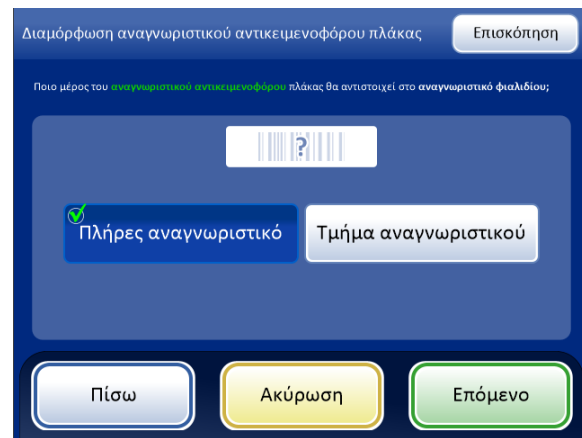 Διαμόρφωση αναγνωριστικού αντικειμενοφόρου πλάκας
Επισκόπηση
Ποιο μέρος του αναγνωριστικού αντικειμενοφόρου πλάκας θα αντιστοιχεί στο αναγνωριστικό φιαλιδίου;
?
Πλήρες αναγνωριστικό
Τμήμα αναγνωριστικού
Πίσω
Ακύρωση
Επόμενο